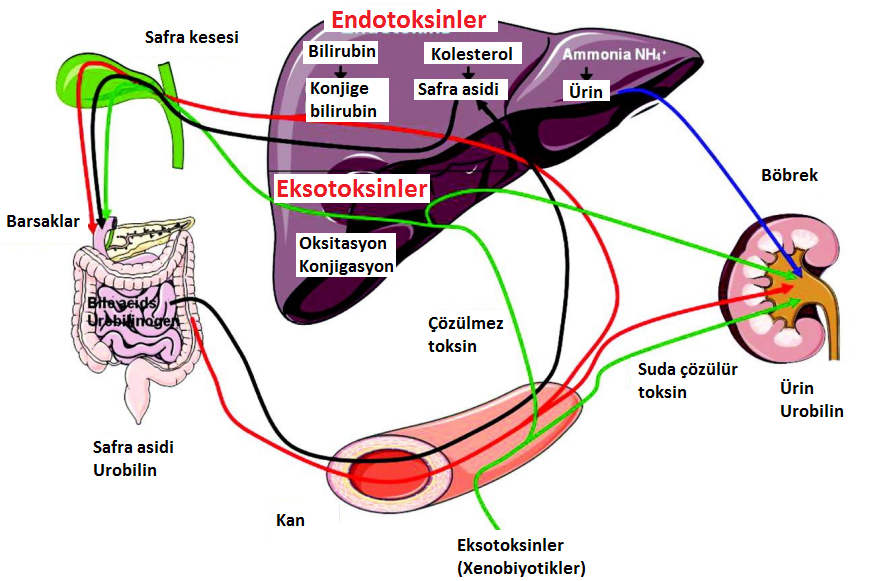 Endotoksinler
Safra kesesi
Bilirubin
Kolesterol
Ammonia NH₄⁺
Konjige
bilirubin
Safra asidi
Ürin
Böbrek
Eksotoksinler
Barsaklar
Oksitasyon
Konjigasyon
Bile acids
Urobilinogen
Çözülmez
toksin
Suda çözülür
toksin
Ürin
Urobilin
Safra asidi
Urobilin
Kan
Eksotoksinler
(Xenobiyotikler)